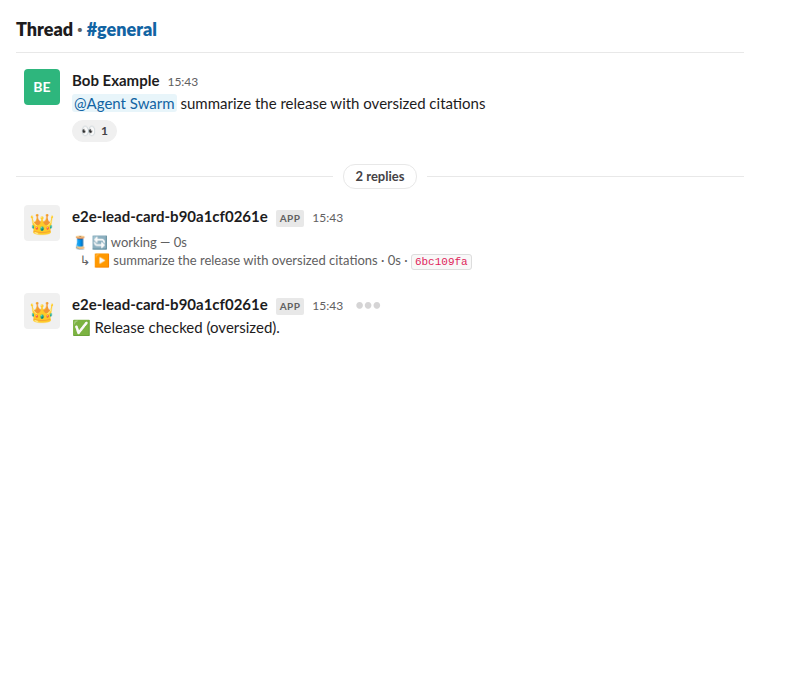 Thread • #general
BE
Bob Example 15:43
@Agent Swarm summarize the release with oversized citations
👀 1
2 replies
e2e-lead-card-b90a1cf0261e APP 15:43
🧵 🔄 working — 0s
↳ ▶️ summarize the release with oversized citations · 0s · 6bc109fa
e2e-lead-card-b90a1cf0261e APP 15:43
✅ Release checked (oversized).